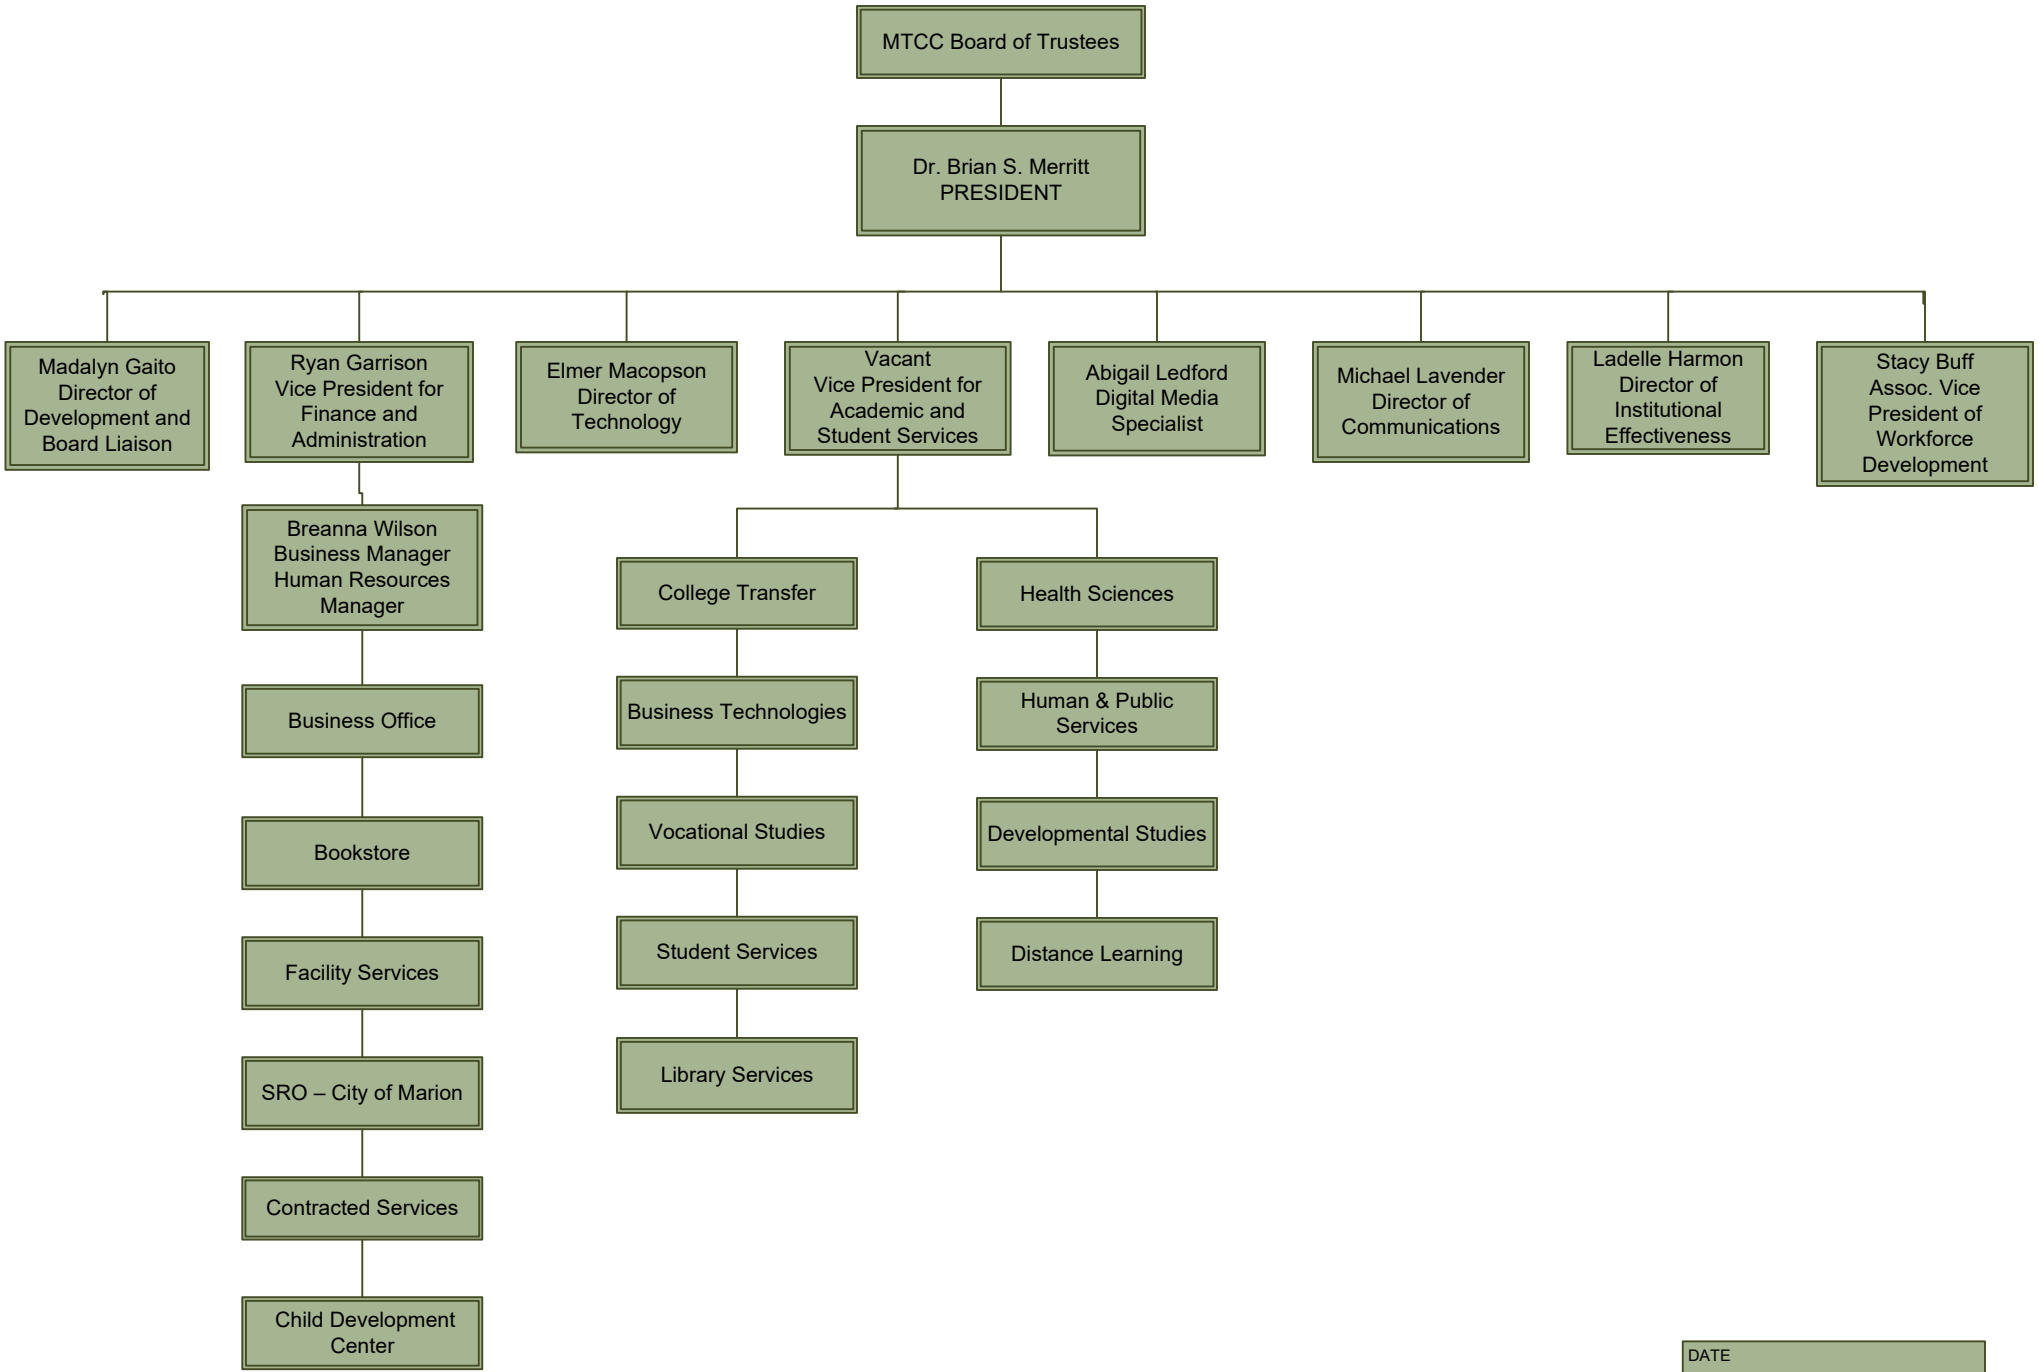 MTCC Board of Trustees
Dr. Brian S. Merritt
PRESIDENT
Madalyn Gaito
Director of
Development and
Board Liaison
Ryan Garrison
Vice President for
Finance and
Administration
Elmer Macopson
Director of
Technology
Vacant
Vice President for
Academic and
Student Services
Abigail Ledford
Digital Media
Specialist
Michael Lavender
Director of
Communications
Ladelle Harmon
Director of
Institutional
Effectiveness
Stacy Buff
Assoc. Vice
President of
Workforce
Development
Breanna Wilson
Business Manager
Human Resources
Manager
Business Office
Bookstore
Facility Services
SRO – City of Marion
Contracted Services
Child Development
Center
College Transfer
Business Technologies
Vocational Studies
Student Services
Library Services
Health Sciences
Human & Public
Services
Developmental Studies
Distance Learning
DATE